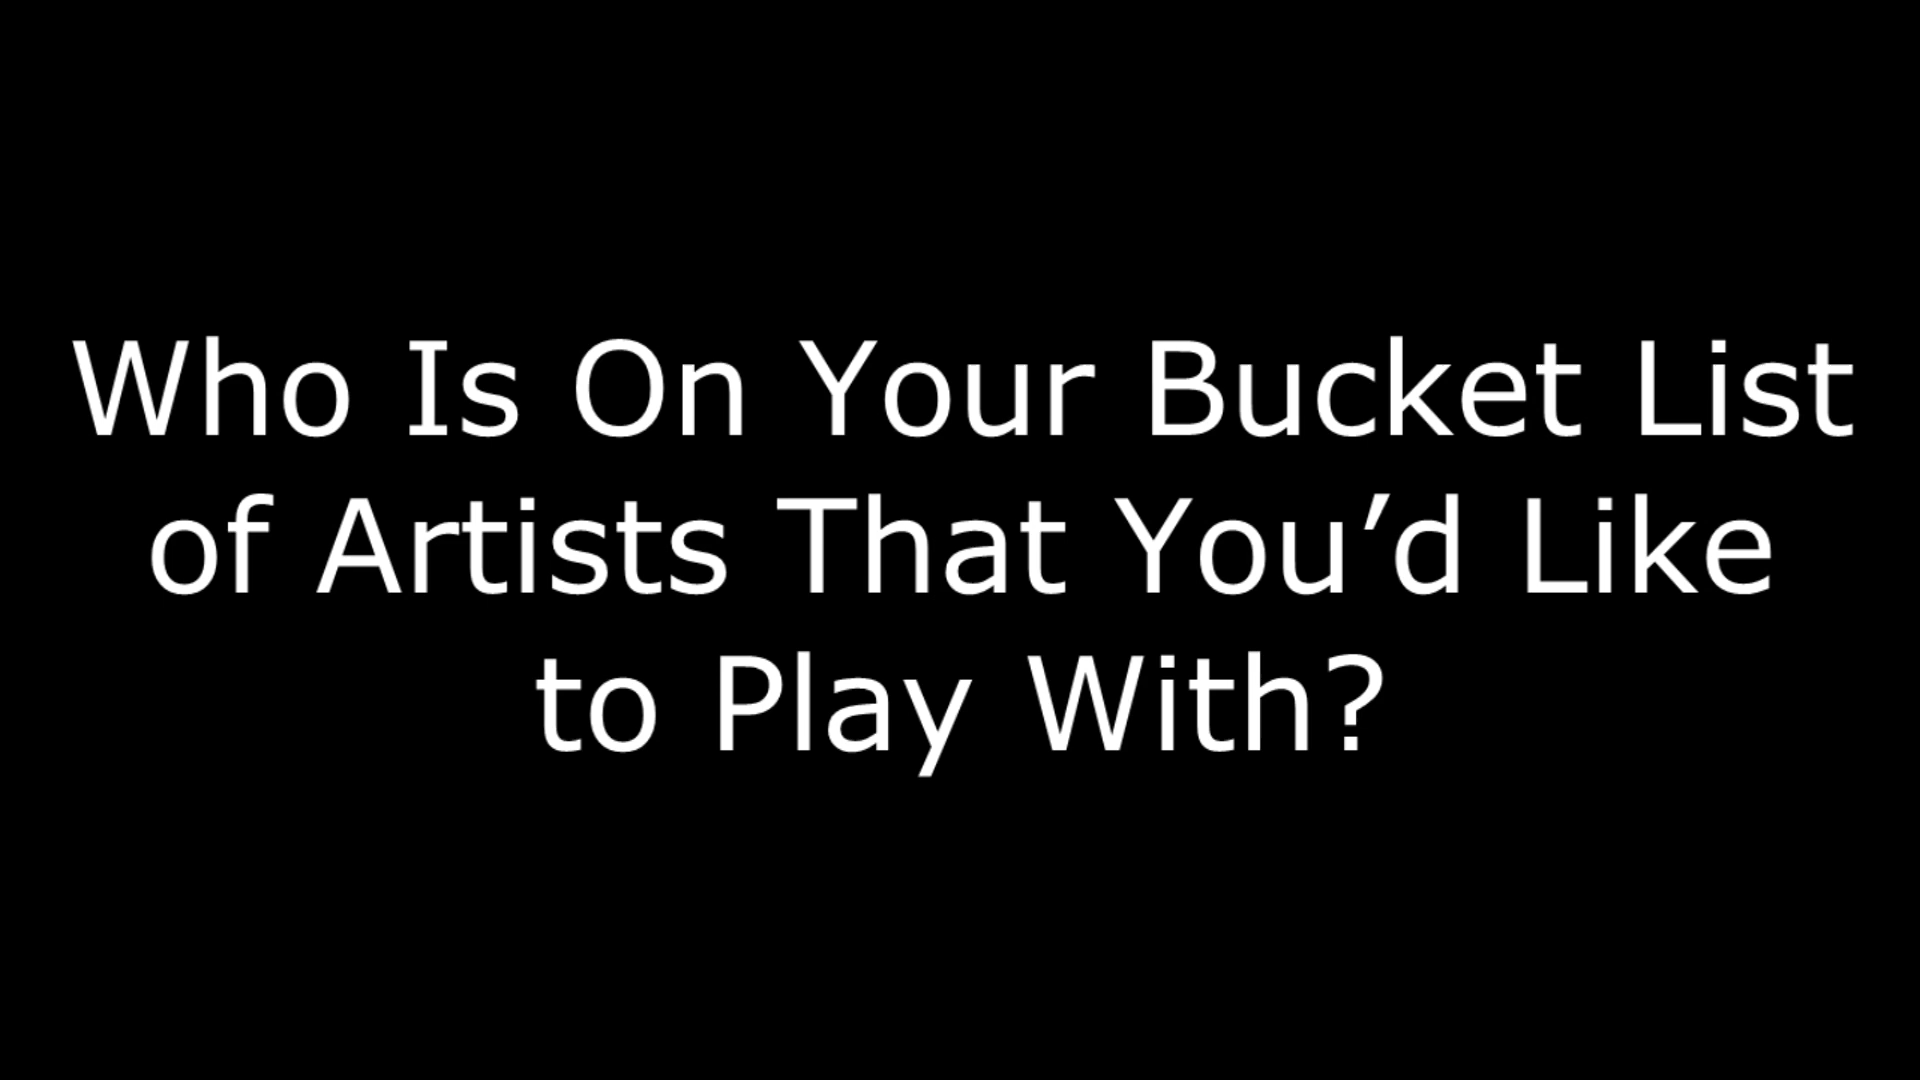 Who Is On Your Bucket List
of Artists That You’d Like
to Play With?